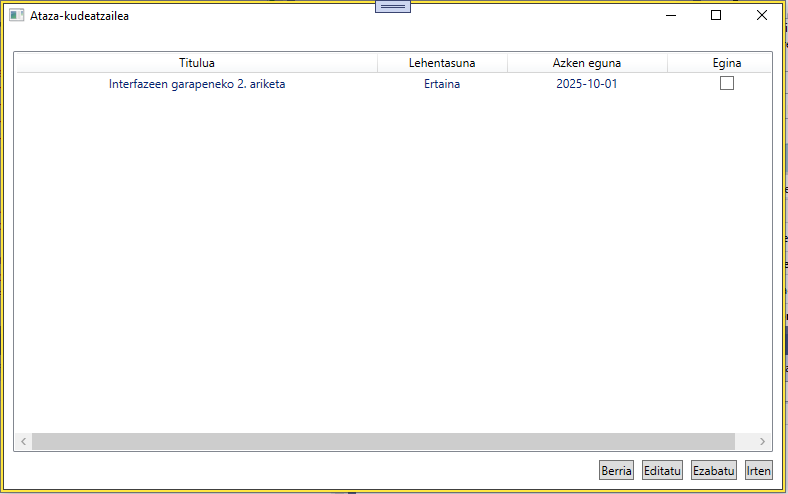 Ataza-kudeatzailea
Titulua Lehentasuna Azken eguna Egina
Interfazeen garapeneko 2. ariketa Ertaina 2025-10-01
Berria Editatu Ezabatu Irten